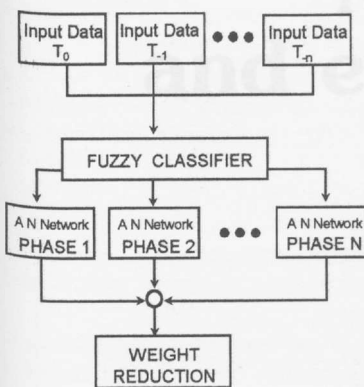 Input Data
T0
Input Data
T-1
Input Data
T-n
FUZZY CLASSIFIER
A N Network
PHASE 1
A N Network
PHASE 2
A N Network
PHASE N
WEIGHT
REDUCTION